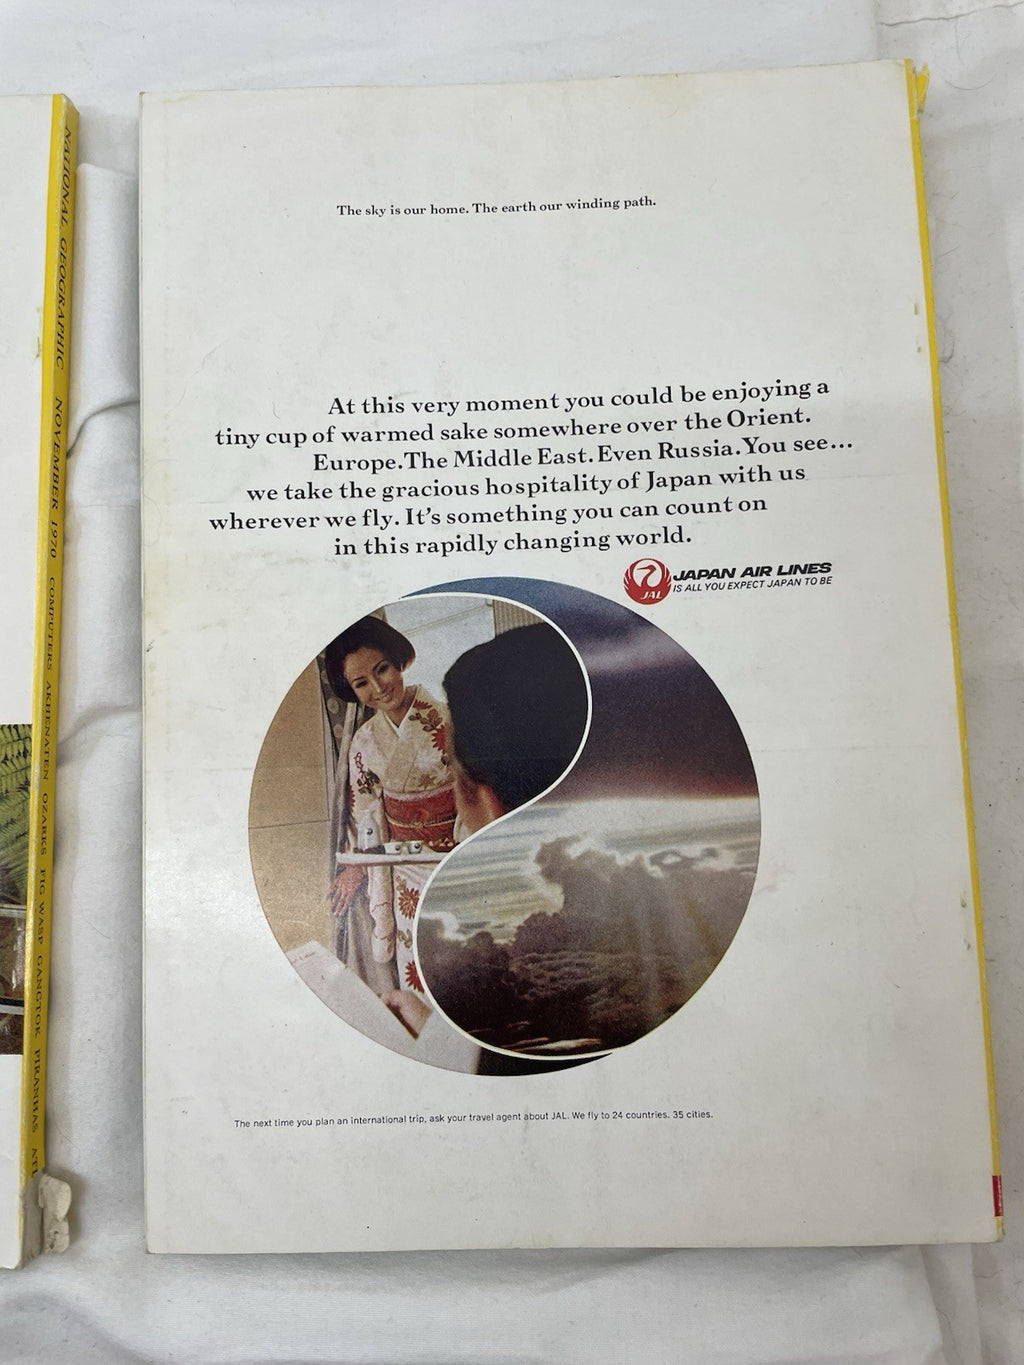 NATIONAL GEOGRAPHIC NOVEMBER 1970 COMPUTERS AKHENATEN OZARKS FIG WASP GANGTOK PIRANHAS
The sky is our home. The earth our winding path.
At this very moment you could be enjoying a
tiny cup of warmed sake somewhere over the Orient.
Europe. The Middle East. Even Russia. You see...
we take the gracious hospitality of Japan with us
wherever we fly. It's something you can count on
in this rapidly changing world.
JAL
JAPAN AIR LINES
IS ALL YOU EXPECT JAPAN TO BE
The next time you plan an international trip, ask your travel agent about JAL. We fly to 24 countries. 35 cities.